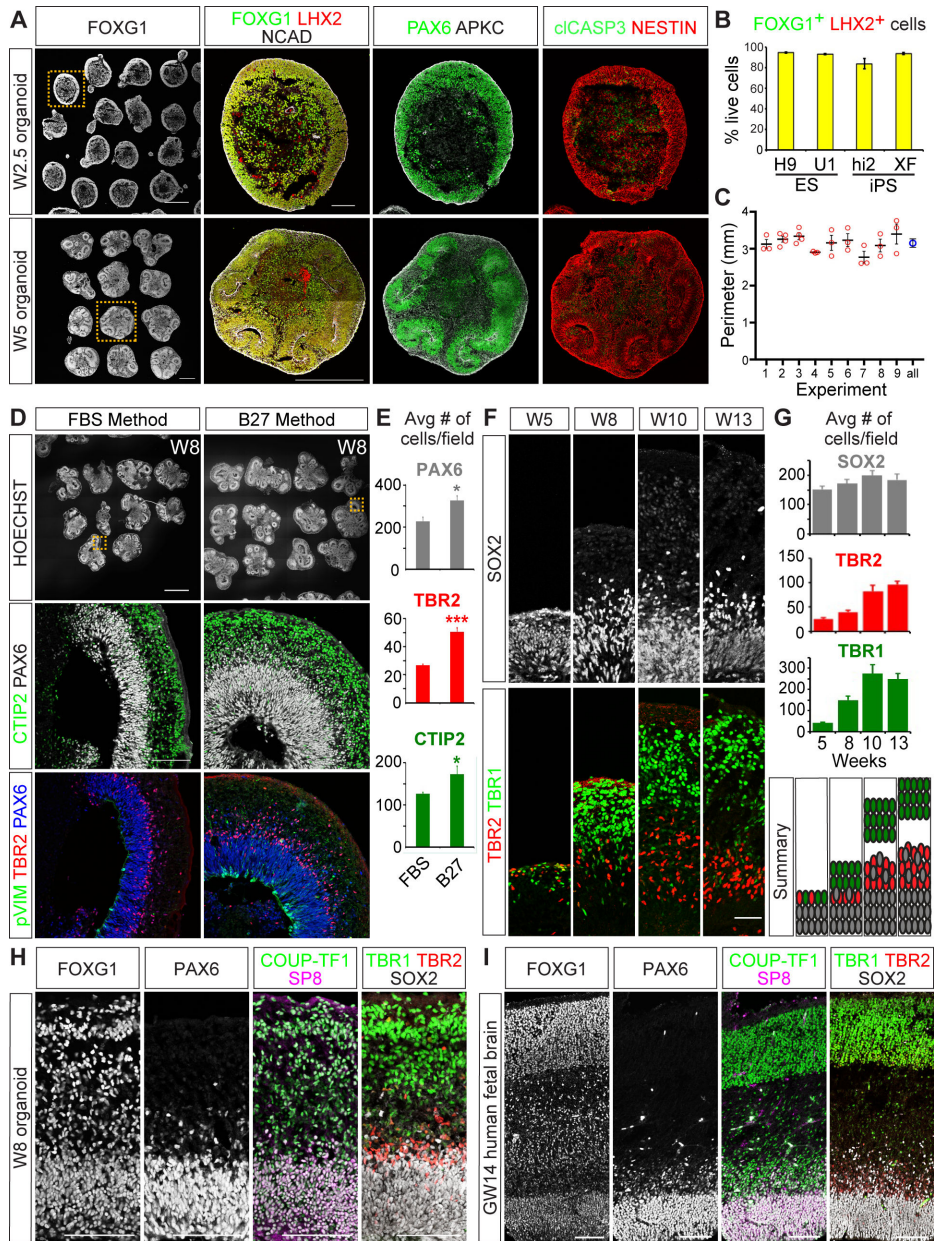 A
FOXG1
FOXG1 LHX2
NCAD
PAX6 APKC
clCASP3 NESTIN
W2.5 organoid
W5 organoid
B
FOXG1+ LHX2+ cells
% live cells
100
80
60
40
20
0
H9 U1 hi2 XF
ES iPS
C
Perimeter (mm)
4
3
2
1
0
1 2 3 4 5 6 7 8 9 all
Experiment
D
FBS Method
B27 Method
HOECHST
W8
W8
CTIP2 PAX6
pVIM TBR2 PAX6
E
Avg # of
cells/field
PAX6
*
400
200
0
TBR2
***
60
40
20
0
CTIP2
*
200
100
0
FBS B27
F
W5 W8 W10 W13
SOX2
TBR2 TBR1
G
Avg # of
cells/field
SOX2
200
100
0
TBR2
150
100
50
0
TBR1
300
200
100
0
5 8 10 13
Weeks
Summary
H
FOXG1
PAX6
COUP-TF1
SP8
TBR1 TBR2
SOX2
W8 organoid
I
FOXG1
PAX6
COUP-TF1
SP8
TBR1 TBR2
SOX2
GW14 human fetal brain